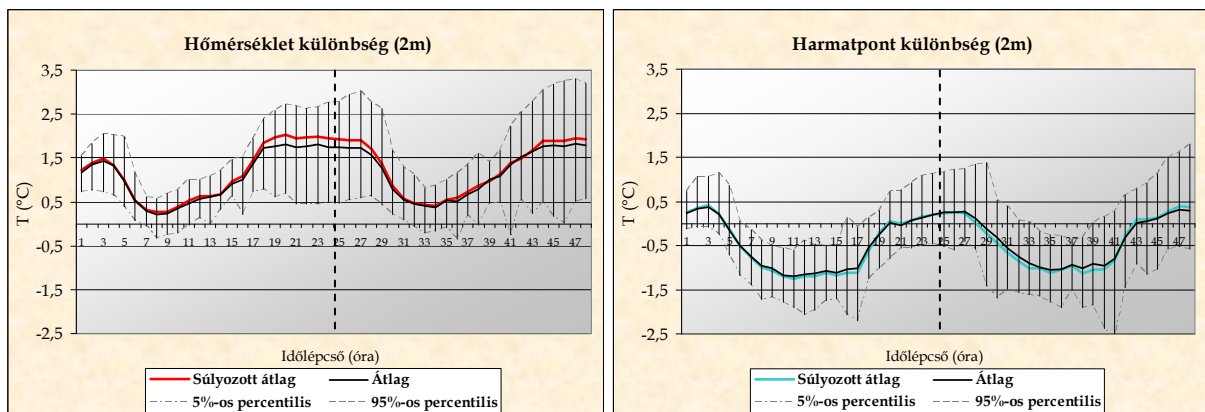 Hőmérséklet különbség (2m)
3,5
2,5
1,5
0,5
-0,5
-1,5
-2,5
T (°C)
1 3 5 7 9 11 13 15 17 19 21 23 25 27 29 31 33 35 37 39 41 43 45 47
Időlépcső (óra)
Súlyozott átlag Átlag
5%-os percentilis 95%-os percentilis
Harmatpont különbség (2m)
3,5
2,5
1,5
0,5
-0,5
-1,5
-2,5
T (°C)
1 3 5 7 9 11 13 15 17 19 21 23 25 27 29 31 33 35 37 39 41 43 45 47
Időlépcső (óra)
Súlyozott átlag Átlag
5%-os percentilis 95%-os percentilis